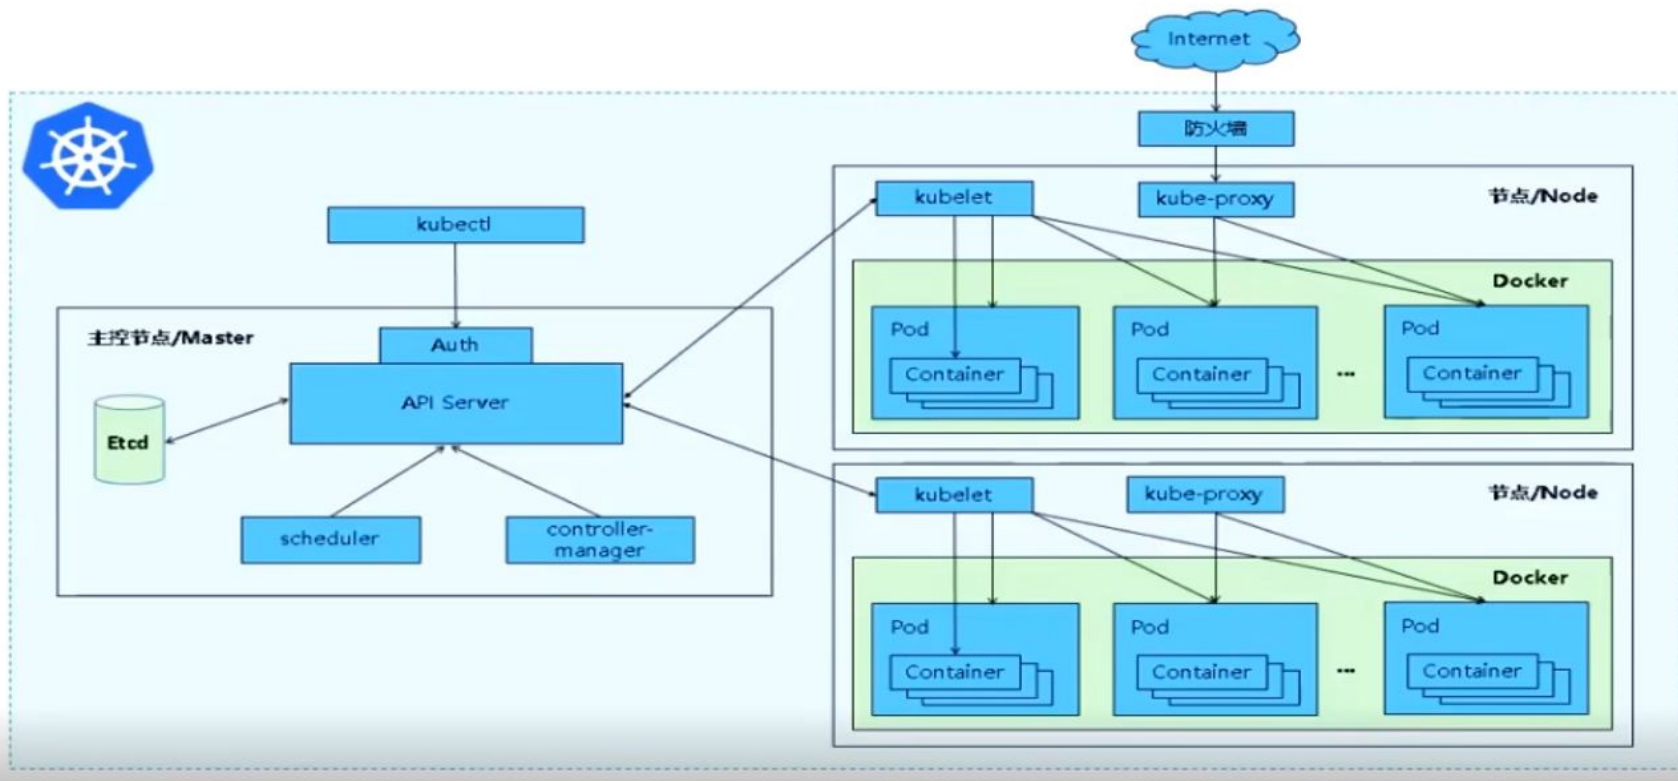 Internet
防火墙
kubelet
kube-proxy
节点/Node
kubectl
Docker
主控节点/Master
Auth
Pod
Pod
Pod
API Server
Container
Container
...
Container
Etcd
kubelet
kube-proxy
节点/Node
scheduler
controller-
manager
Docker
Pod
Pod
Pod
Container
Container
...
Container